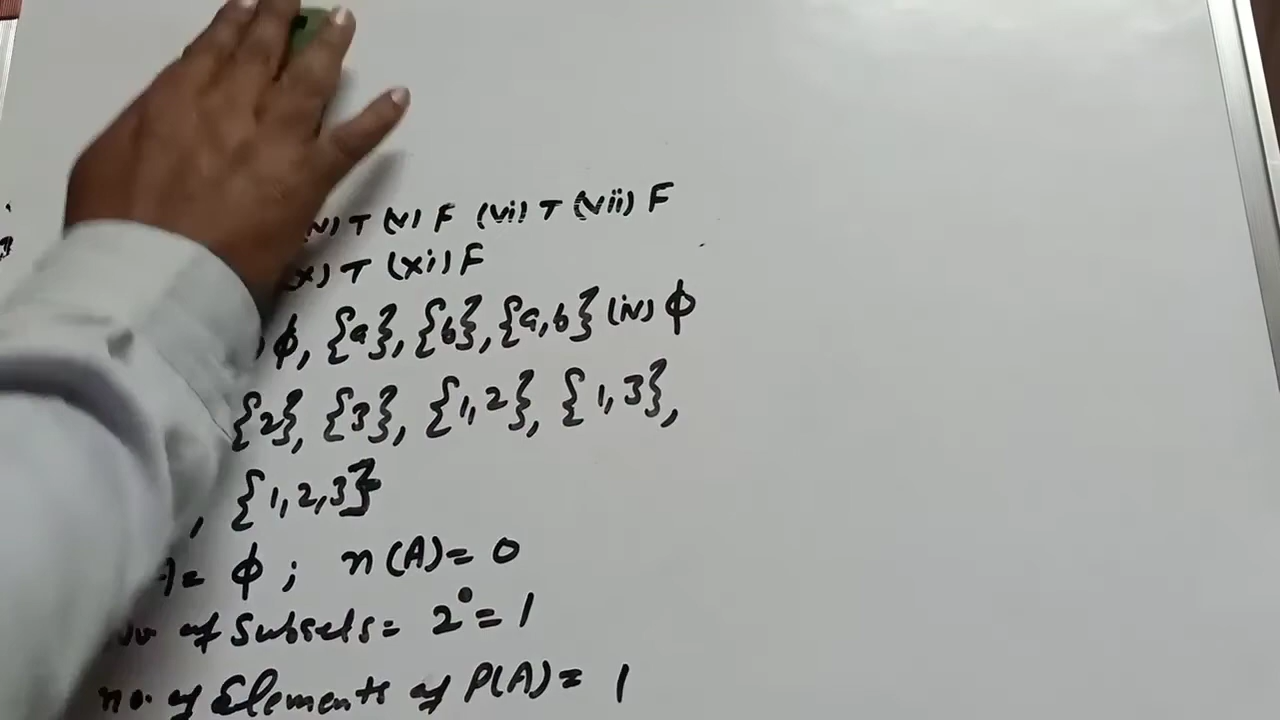 T (v) F (vi) T (vii) F
T (xi) F
ϕ, {a}, {b}, {a,b} (iv) ϕ
{2}, {3}, {1,2}, {1,3},
, {1,2,3}
A= ϕ ; n(A)= 0
No of Subsets= 2⁰= 1
no. of Elements of P(A)= 1